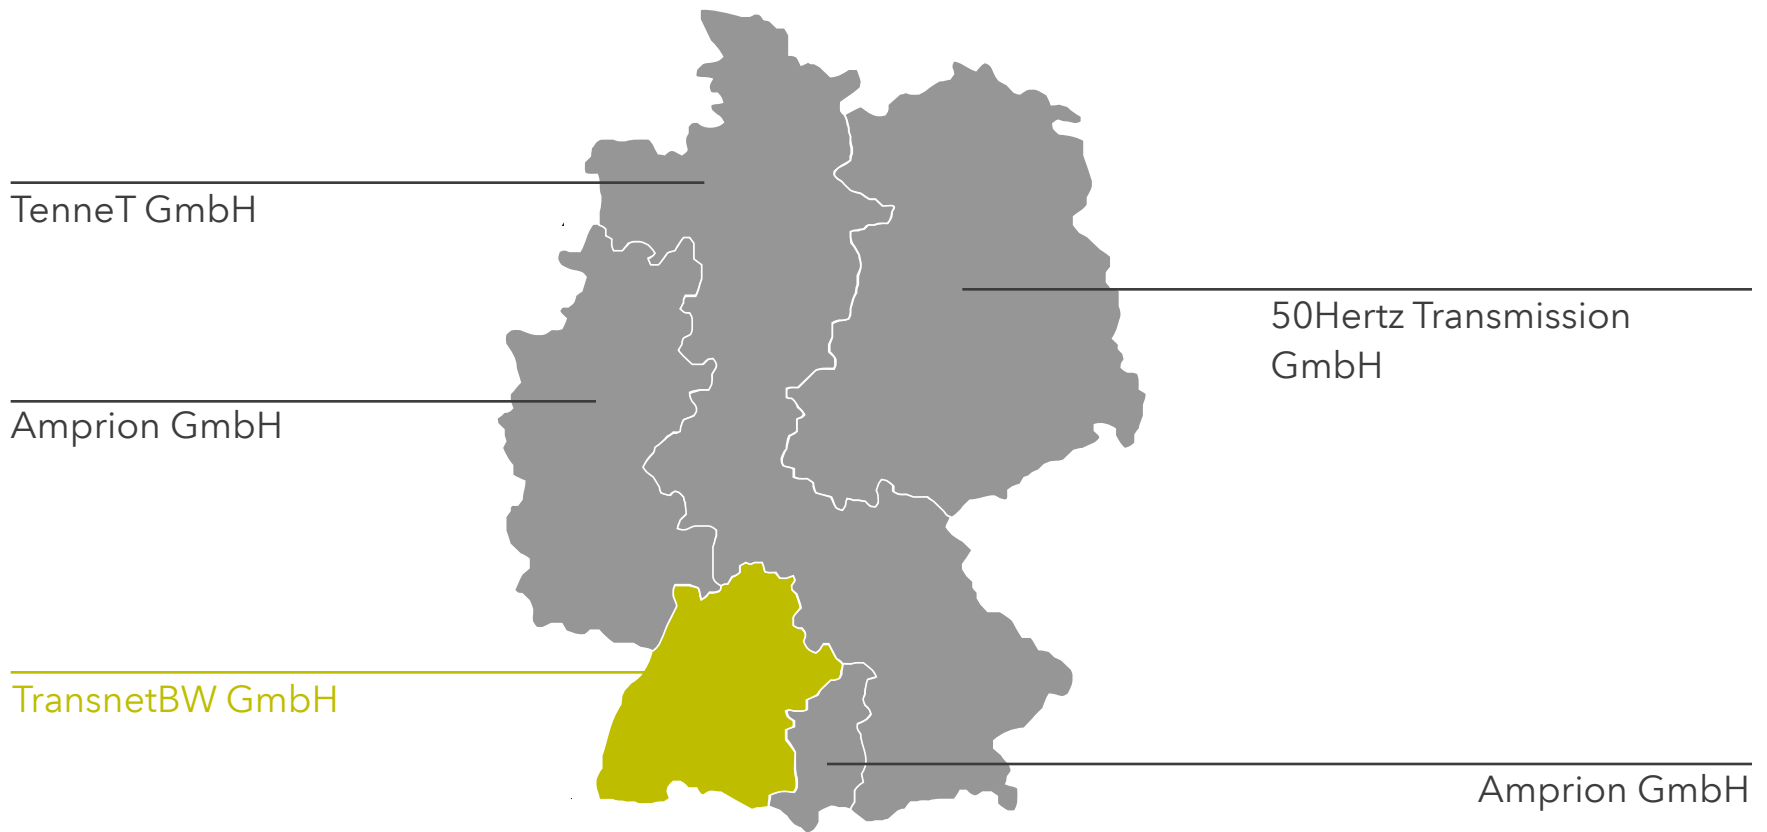 TenneT GmbH
50Hertz Transmission
GmbH
Amprion GmbH
TransnetBW GmbH
Amprion GmbH